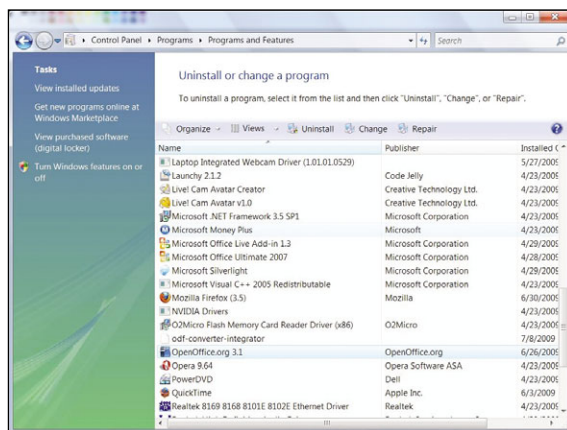 Control Panel ▸ Programs ▸ Programs and Features
Search
Tasks
View installed updates
Get new programs online at
Windows Marketplace
View purchased software
(digital locker)
Turn Windows features on or
off
Uninstall or change a program
To uninstall a program, select it from the list and then click "Uninstall", "Change", or "Repair".
Organize Views Uninstall Change Repair
Name Publisher Installed
Laptop Integrated Webcam Driver (1.01.01.0529) 5/27/2009
Launchy 2.1.2 Code Jelly 4/23/2009
Live! Cam Avatar Creator Creative Technology Ltd. 4/23/2009
Live! Cam Avatar v1.0 Creative Technology Ltd. 4/23/2009
Microsoft .NET Framework 3.5 SP1 Microsoft Corporation 4/23/2009
Microsoft Money Plus Microsoft 4/23/2009
Microsoft Office Live Add-in 1.3 Microsoft Corporation 4/29/2009
Microsoft Office Ultimate 2007 Microsoft Corporation 4/28/2009
Microsoft Silverlight Microsoft Corporation 4/29/2009
Microsoft Visual C++ 2005 Redistributable Microsoft Corporation 4/23/2009
Mozilla Firefox (3.5) Mozilla 6/30/2009
NVIDIA Drivers 4/23/2009
O2Micro Flash Memory Card Reader Driver (x86) O2Micro 4/23/2009
odf-converter-integrator 7/8/2009
OpenOffice.org 3.1 OpenOffice.org 6/26/2009
Opera 9.64 Opera Software ASA 4/23/2009
PowerDVD Dell 4/23/2009
QuickTime Apple Inc. 6/3/2009
Realtek 8169 8168 8101E 8102E Ethernet Driver Realtek 4/23/2009